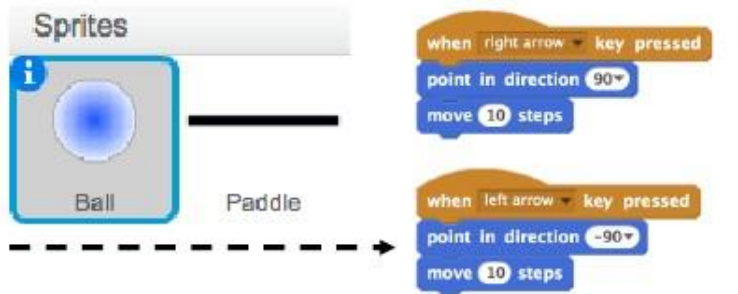 Sprites
i
Ball
Paddle
when right arrow key pressed
point in direction 90
move 10 steps
when left arrow key pressed
point in direction -90
move 10 steps